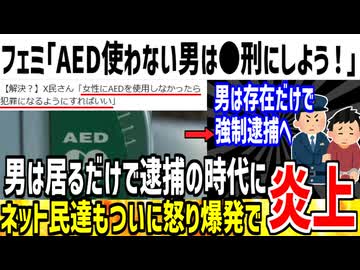 フェミ「AED使わない男は●刑にしよう！」
【解決？】X民さん「女性にAEDを使用しなかったら
犯罪になるようにすればいい」
AED
男は存在だけで
強制逮捕へ
男は居るだけで逮捕の時代に
ネット民達もついに怒り爆発で
炎上